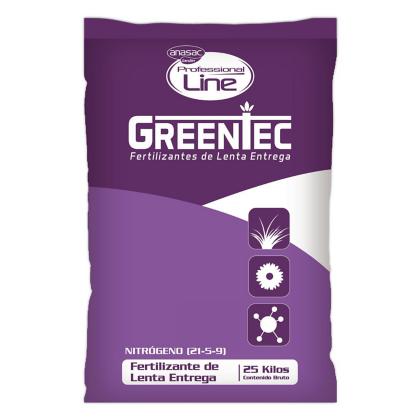 anasac
Garden
Professional
Line
GREENTEC
Fertilizantes de Lenta Entrega
NITRÓGENO (21-5-9)
Fertilizante de
Lenta Entrega
25 Kilos
Contenido Bruto